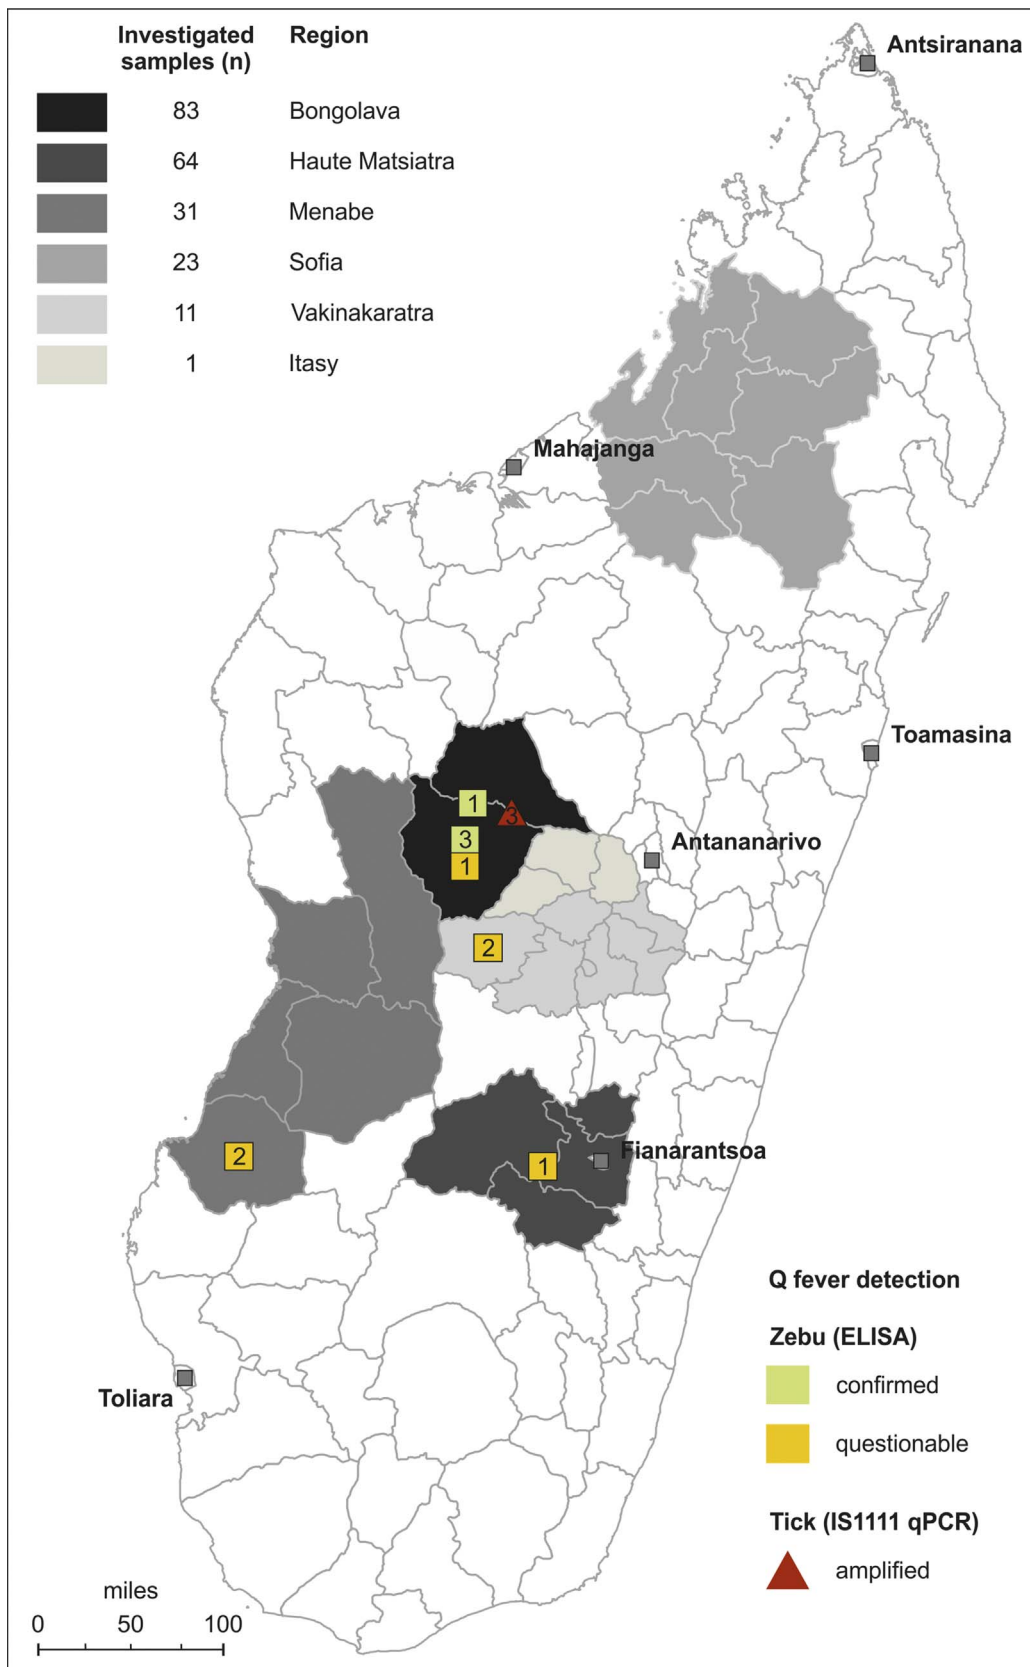 Investigated samples (n) Region
83 Bongolava
64 Haute Matsiatra
31 Menabe
23 Sofia
11 Vakinakaratra
1 Itasy
Antsiranana
Mahajanga
Toamasina
1
3
3
1
Antananarivo
2
2
1
Fianarantsoa
Toliara
Q fever detection
Zebu (ELISA)
confirmed
questionable
Tick (IS1111 qPCR)
amplified
miles
0 50 100